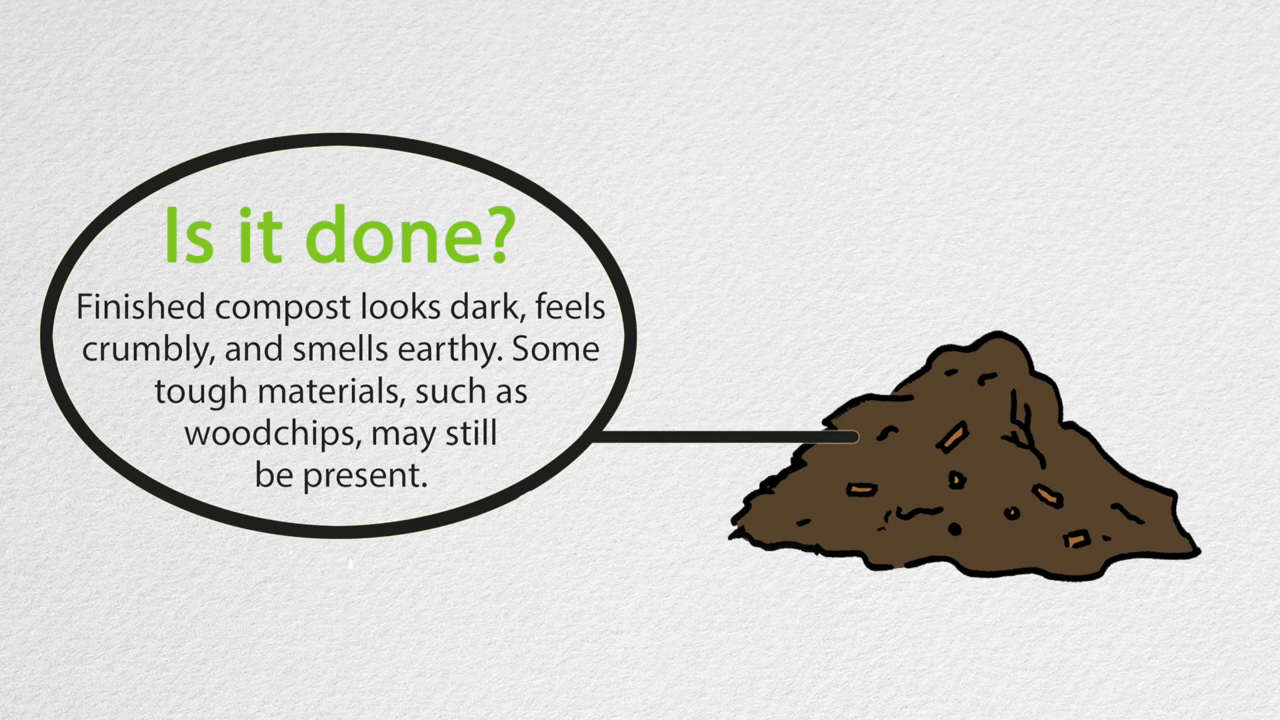 Is it done?
Finished compost looks dark, feels
crumbly, and smells earthy. Some
tough materials, such as
woodchips, may still
be present.